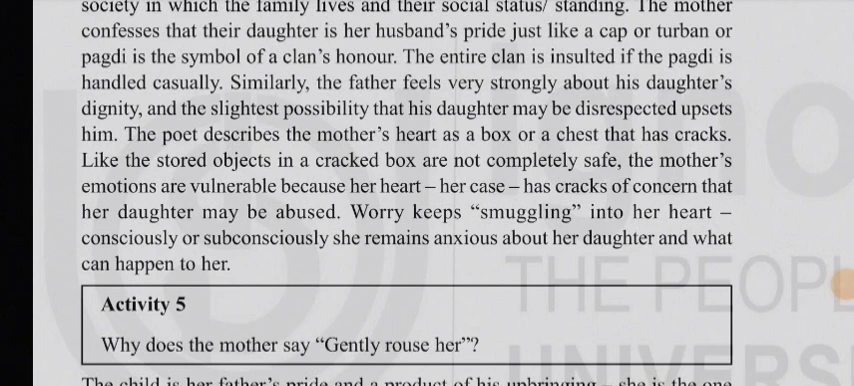 society in which the family lives and their social status/ standing. The mother
confesses that their daughter is her husband's pride just like a cap or turban or
pagdi is the symbol of a clan's honour. The entire clan is insulted if the pagdi is
handled casually. Similarly, the father feels very strongly about his daughter's
dignity, and the slightest possibility that his daughter may be disrespected upsets
him. The poet describes the mother's heart as a box or a chest that has cracks.
Like the stored objects in a cracked box are not completely safe, the mother's
emotions are vulnerable because her heart – her case – has cracks of concern that
her daughter may be abused. Worry keeps “smuggling” into her heart –
consciously or subconsciously she remains anxious about her daughter and what
can happen to her.
Activity 5
Why does the mother say “Gently rouse her”?
The child is her father's pride and a product of his upbringing – she is the one
THE PEOPL
UNIVERS